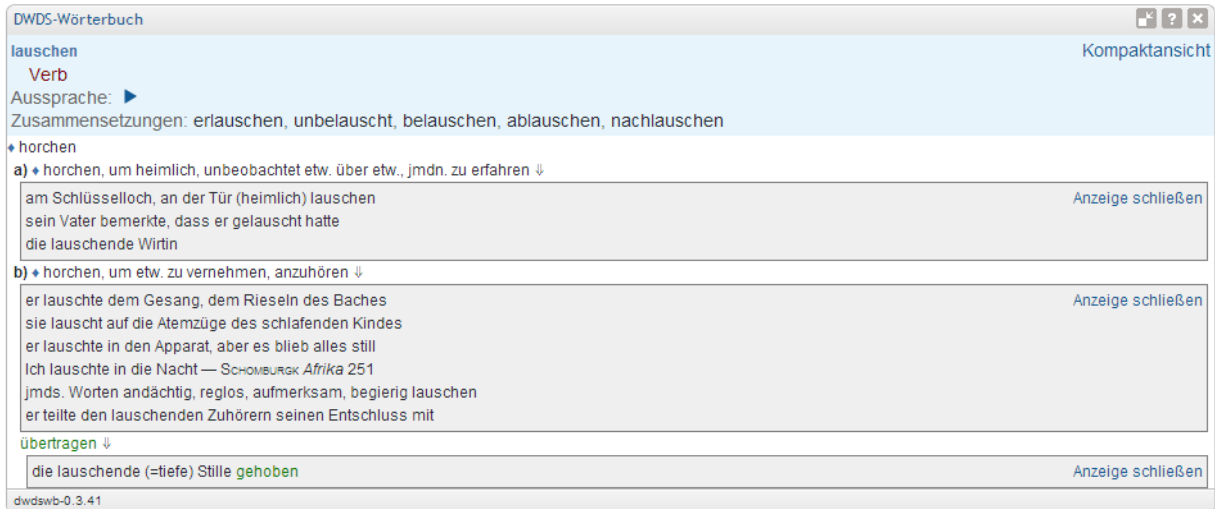 DWDS-Wörterbuch
lauschen Kompaktansicht
Verb
Aussprache:
Zusammensetzungen: erlauschen, unbelauscht, belauschen, ablauschen, nachlauschen
♦ horchen
a) ♦ horchen, um heimlich, unbeobachtet etw. über etw., jmdn. zu erfahren ⇓
am Schlüsselloch, an der Tür (heimlich) lauschen Anzeige schließen
sein Vater bemerkte, dass er gelauscht hatte
die lauschende Wirtin
b) ♦ horchen, um etw. zu vernehmen, anzuhören ⇓
er lauschte dem Gesang, dem Rieseln des Baches Anzeige schließen
sie lauscht auf die Atemzüge des schlafenden Kindes
er lauschte in den Apparat, aber es blieb alles still
Ich lauschte in die Nacht — SCHOMBURGK Afrika 251
jmds. Worten andächtig, reglos, aufmerksam, begierig lauschen
er teilte den lauschenden Zuhörern seinen Entschluss mit
übertragen ⇓
die lauschende (=tiefe) Stille gehoben Anzeige schließen
dwdswb-0.3.41